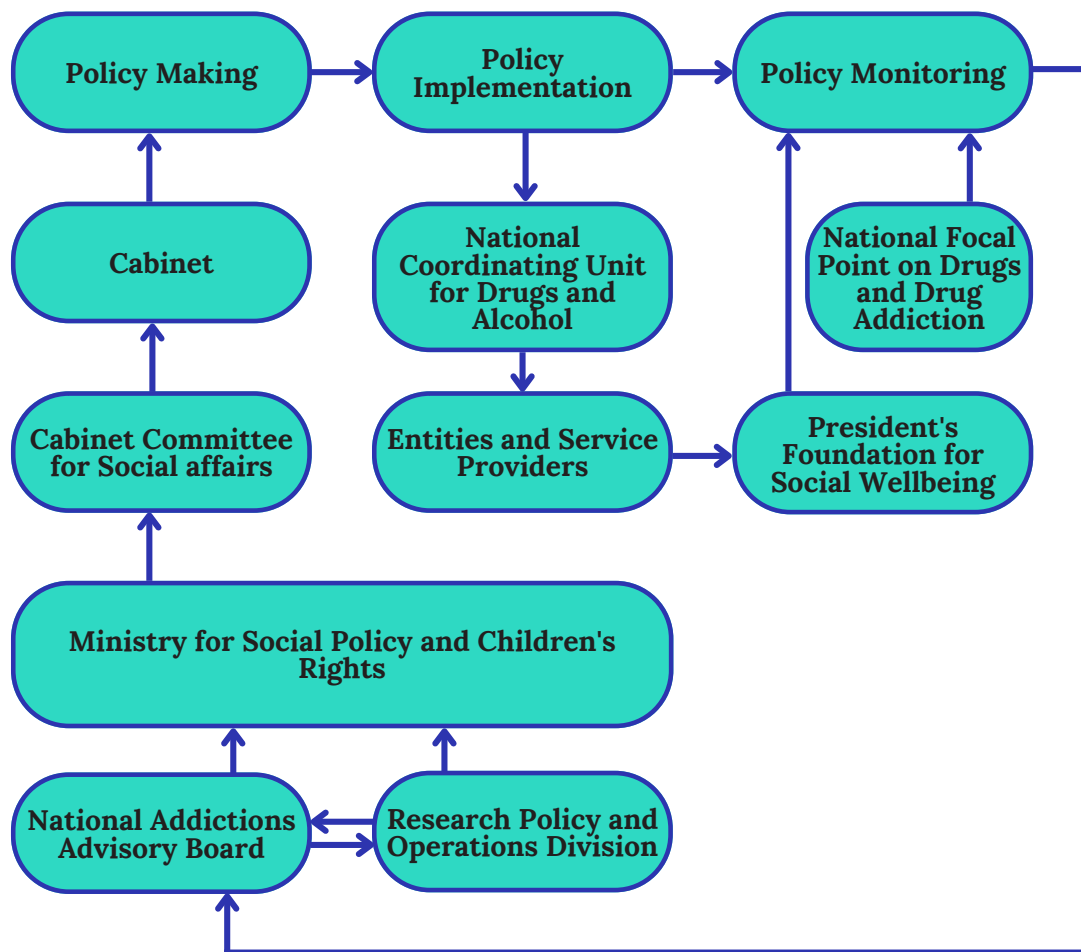 Policy Making
Policy
Implementation
Policy Monitoring
Cabinet
National
Coordinating Unit
for Drugs and
Alcohol
National Focal
Point on Drugs
and Drug
Addiction
Cabinet Committee
for Social affairs
Entities and Service
Providers
President's
Foundation for
Social Wellbeing
Ministry for Social Policy and Children's
Rights
National Addictions
Advisory Board
Research Policy and
Operations Division